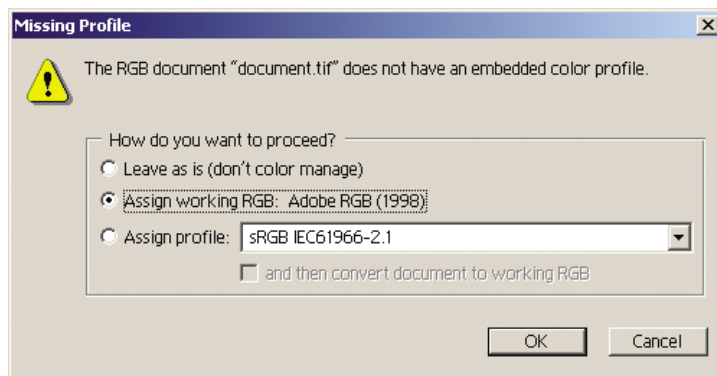 Missing Profile
The RGB document “document.tif” does not have an embedded color profile.
How do you want to proceed?
Leave as is (don’t color manage)
Assign working RGB: Adobe RGB (1998)
Assign profile: sRGB IEC61966-2.1
and then convert document to working RGB
OK Cancel